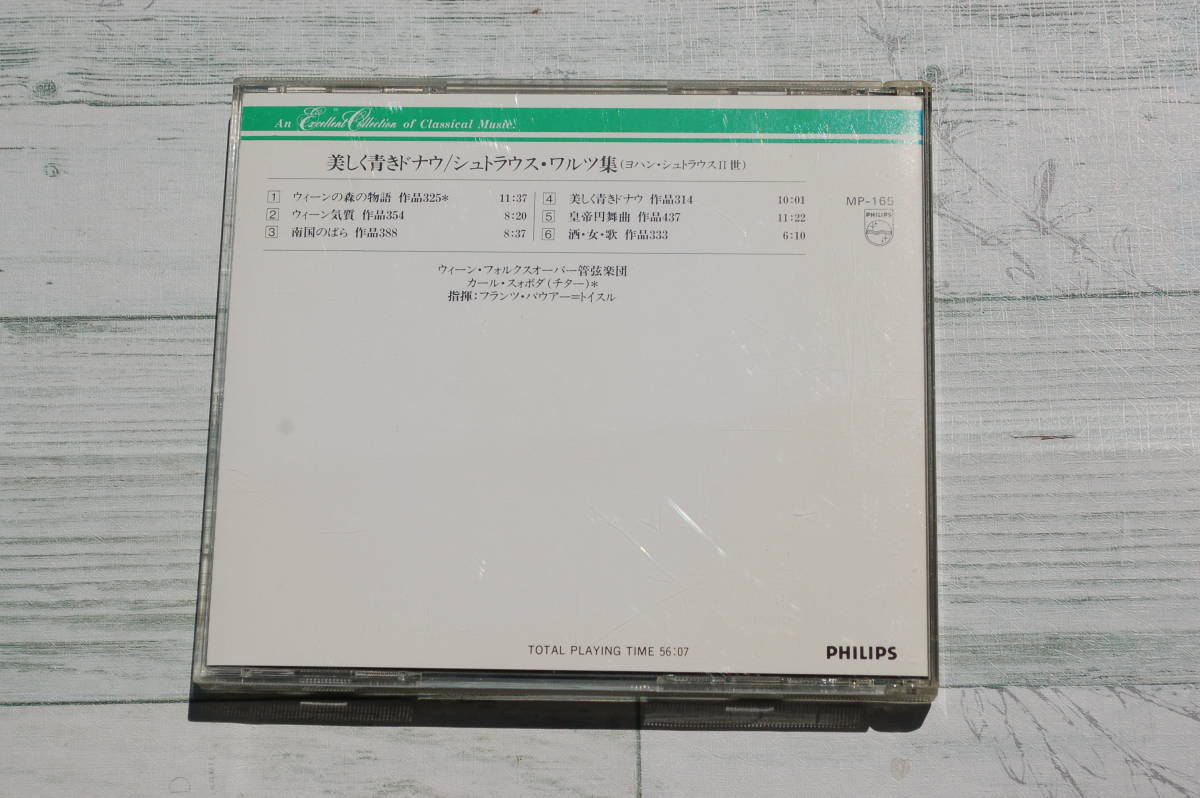 An Excellent Collection of Classical Music
美しく青きドナウ/シュトラウス・ワルツ集(ヨハン・シュトラウスII世)
1 ウィーンの森の物語 作品325* 11:37
2 ウィーン気質 作品354 8:20
3 南国のばら 作品388 8:37
4 美しく青きドナウ 作品314 10:01
5 皇帝円舞曲 作品437 11:22
6 酒・女・歌 作品333 6:10
MP-165
PHILIPS
ウィーン・フォルクスオーパー管弦楽団
カール・スォボダ(チター)*
指揮:フランツ・バウアー=トイスル
TOTAL PLAYING TIME 56:07
PHILIPS